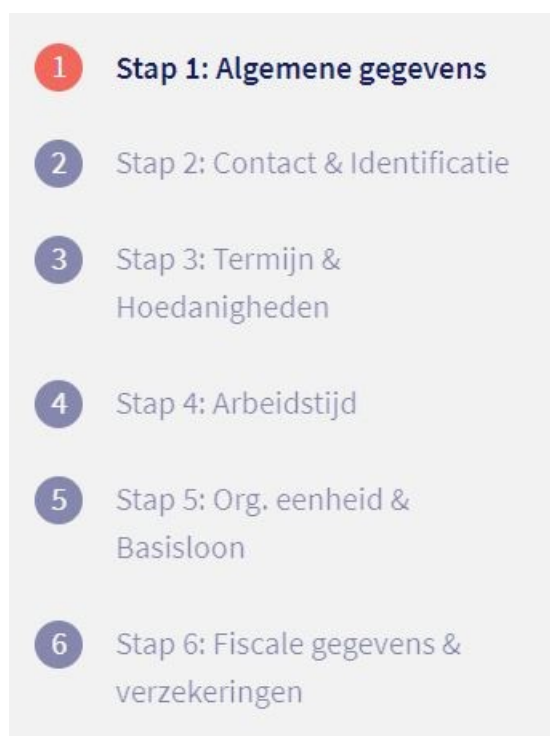 1 Stap 1: Algemene gegevens
2 Stap 2: Contact & Identificatie
3 Stap 3: Termijn &
Hoedanigheden
4 Stap 4: Arbeidstijd
5 Stap 5: Org. eenheid &
Basisloon
6 Stap 6: Fiscale gegevens &
verzekeringen